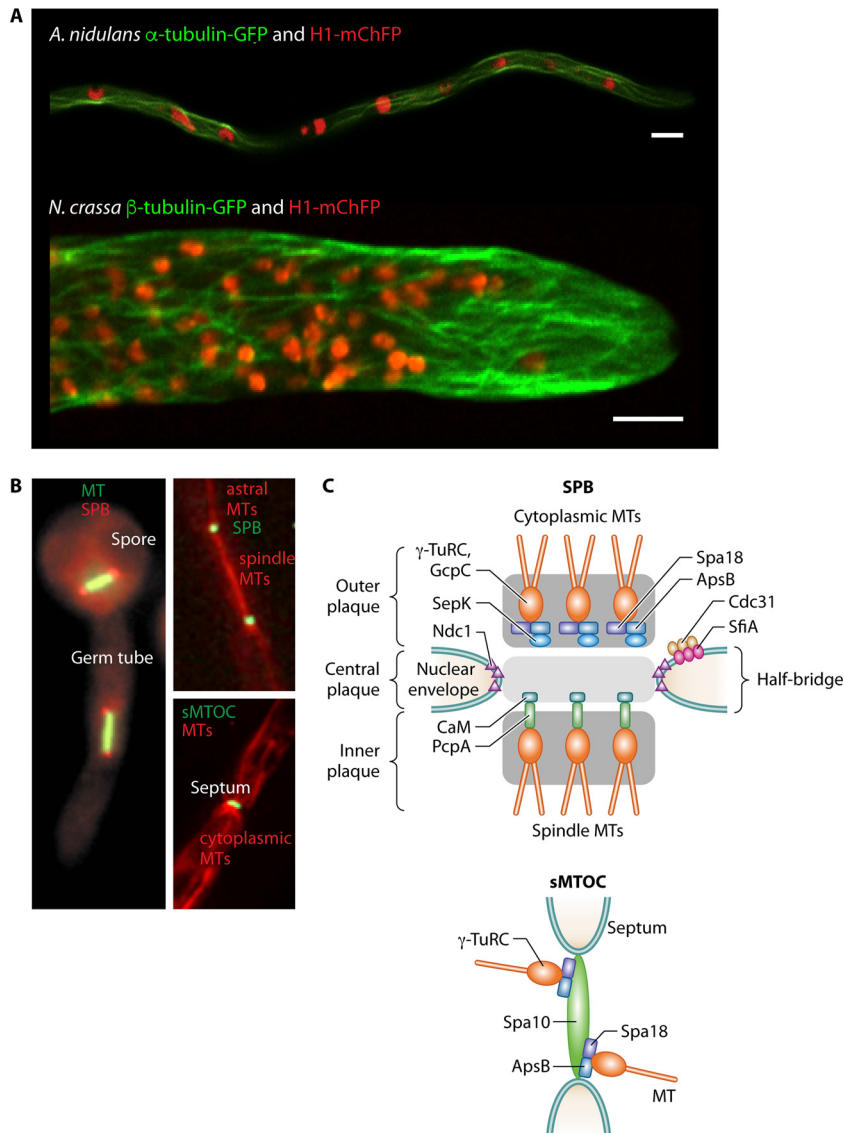 A
A. nidulans α-tubulin-GFP and H1-mChFP
N. crassa β-tubulin-GFP and H1-mChFP
B
MT
SPB
Spore
Germ tube
astral
MTs
SPB
spindle
MTs
sMTOC
MTs
Septum
cytoplasmic
MTs
C
SPB
Cytoplasmic MTs
γ-TuRC,
GcpC
Outer
plaque
SepK
Ndc1
Spa18
ApsB
Cdc31
SfiA
Central
plaque
Nuclear
envelope
Half-bridge
CaM
PcpA
Inner
plaque
Spindle MTs
sMTOC
Septum
γ-TuRC
Spa10
Spa18
ApsB
MT